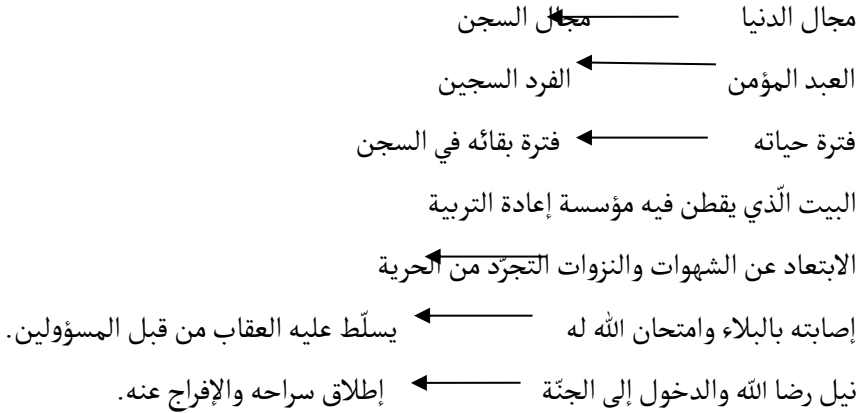 مجال الدنيا مجال السجن
العبد المؤمن الفرد السجين
فترة حياته فترة بقائه في السجن
البيت الّذي يقطن فيه مؤسسة إعادة التربية
الابتعاد عن الشهوات والنزوات التجرّد من الحرية
إصابته بالبلاء وامتحان الله له يسلّط عليه العقاب من قبل المسؤولين.
نيل رضا الله والدخول إلى الجنّة إطلاق سراحه والإفراج عنه.